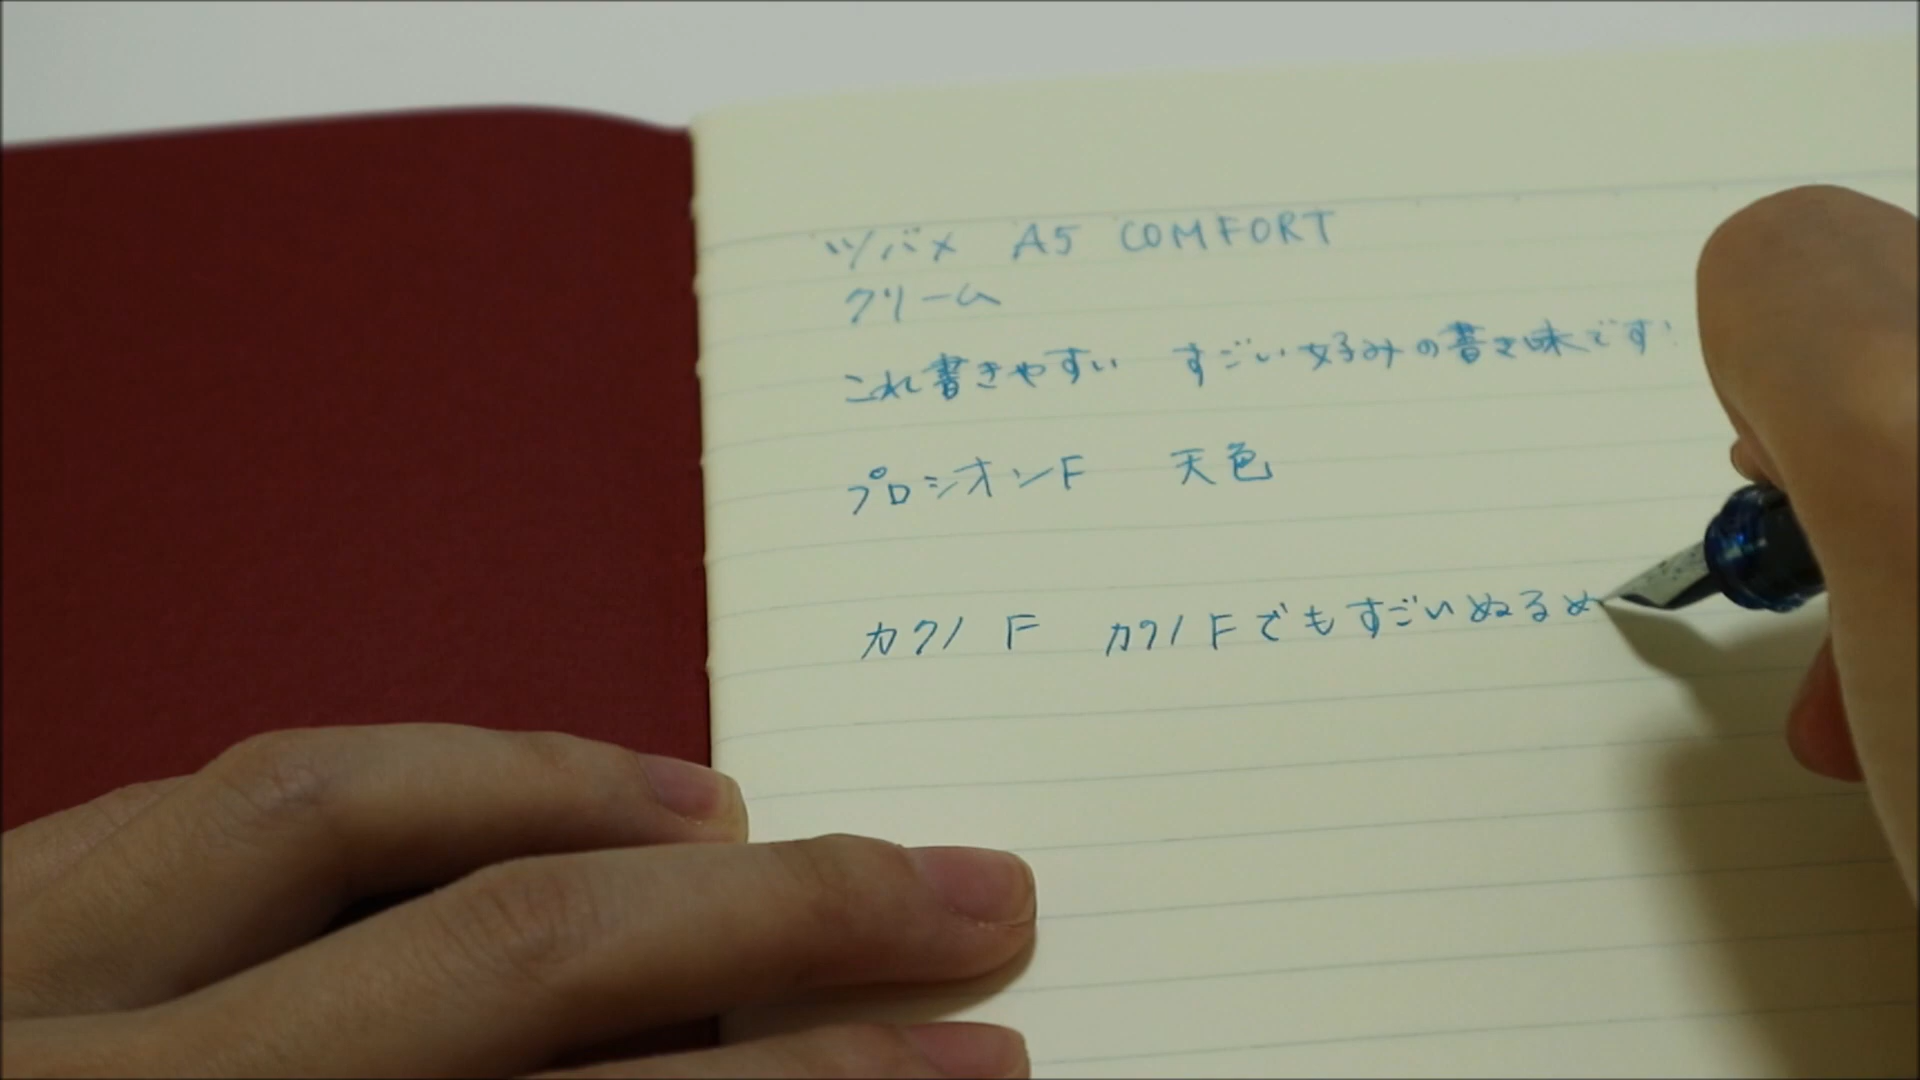 ツバメ A5 COMFORT
クリーム
これ書きやすい すごい好みの書き味です!
プロシオンF 天色
カクノ F カクノFでもすごいぬるぬ